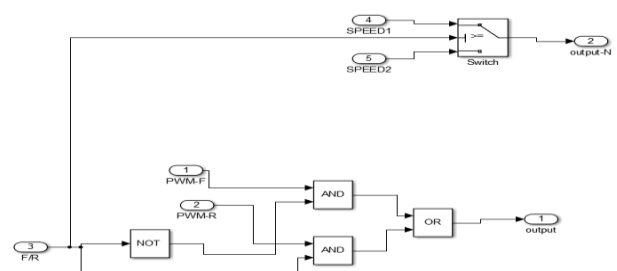 4
SPEED1
>=
2
output-N
5
SPEED2
Switch
1
PWM-F
AND
2
PWM-R
OR
1
output
3
F/R
NOT
AND